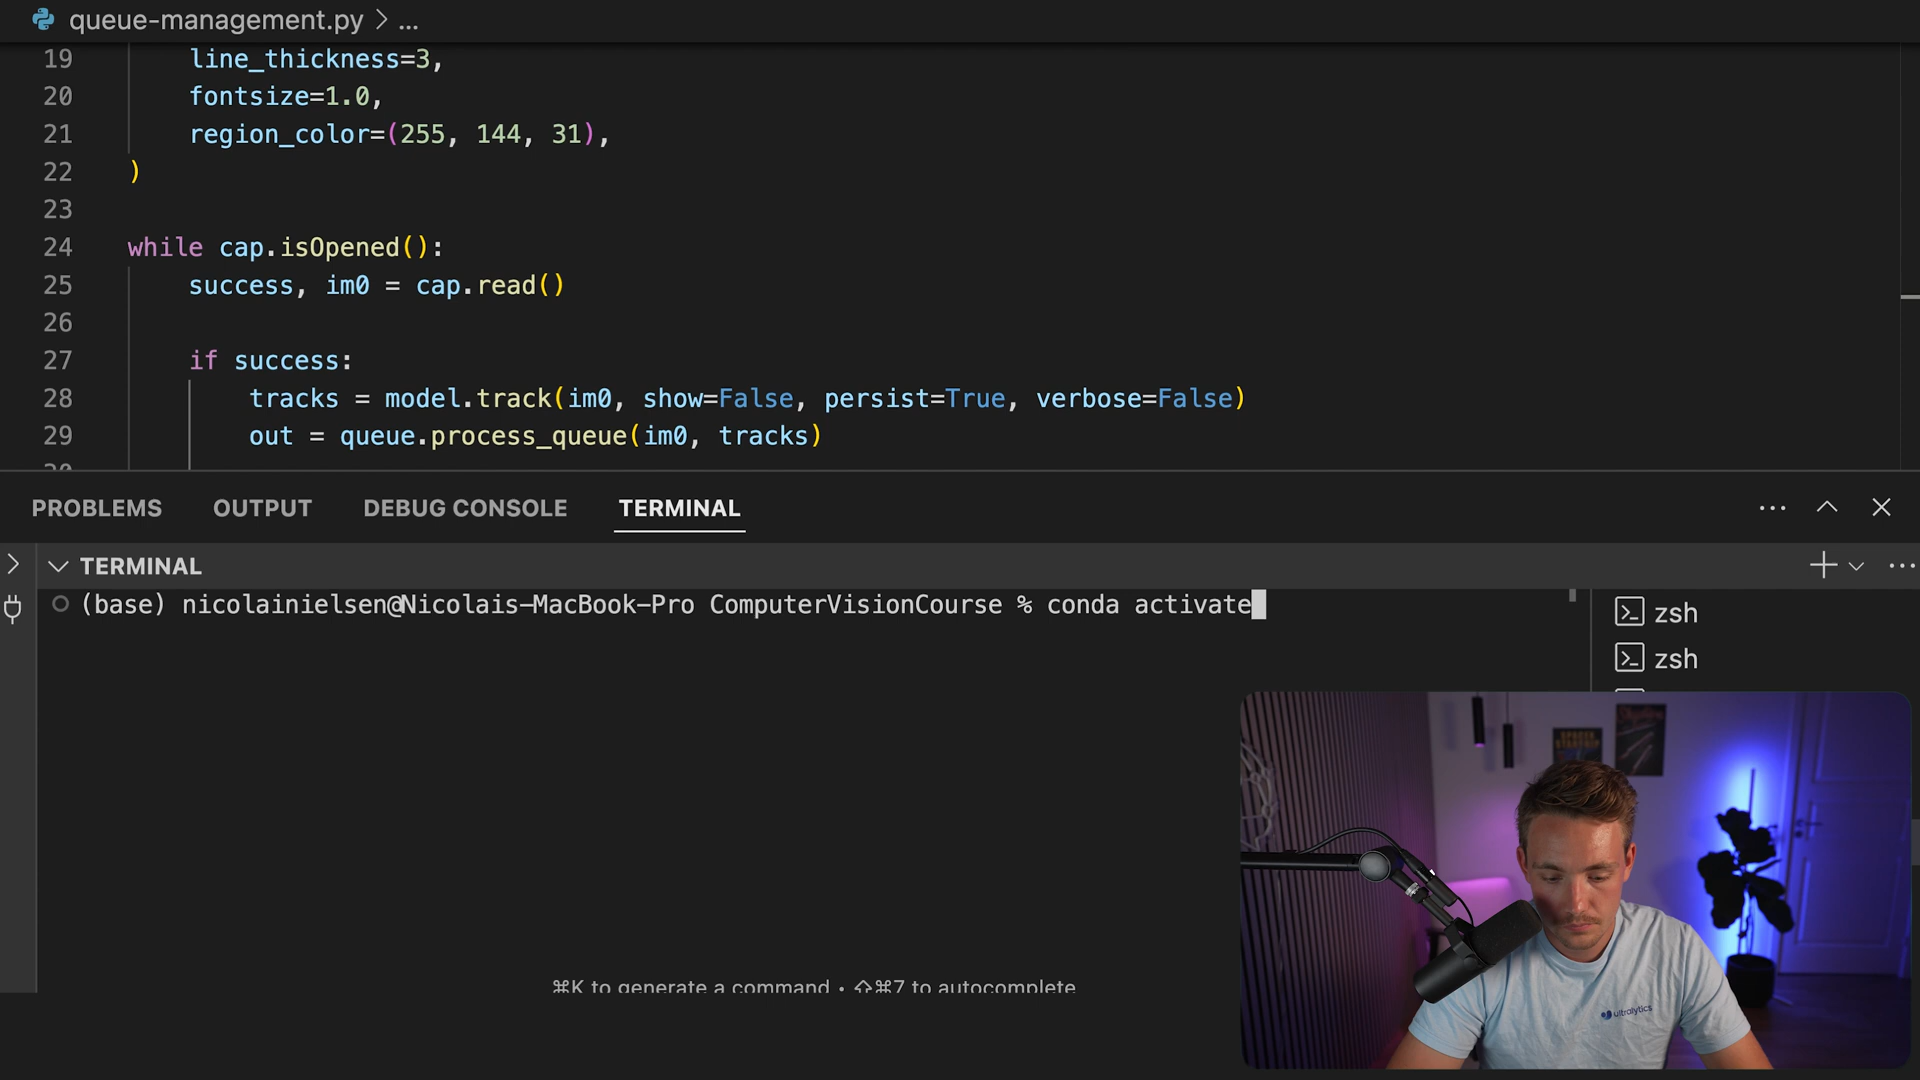 queue-management.py > ...
19 line_thickness=3,
20 fontsize=1.0,
21 region_color=(255, 144, 31),
22 )
23
24 while cap.isOpened():
25 success, im0 = cap.read()
26
27 if success:
28 tracks = model.track(im0, show=False, persist=True, verbose=False)
29 out = queue.process_queue(im0, tracks)
PROBLEMS OUTPUT DEBUG CONSOLE TERMINAL
TERMINAL
(base) nicolainielsen@Nicolais-MacBook-Pro ComputerVisionCourse % conda activate
zsh
zsh
⌘K to generate a command • ⇧⌘7 to autocomplete
ultralytics